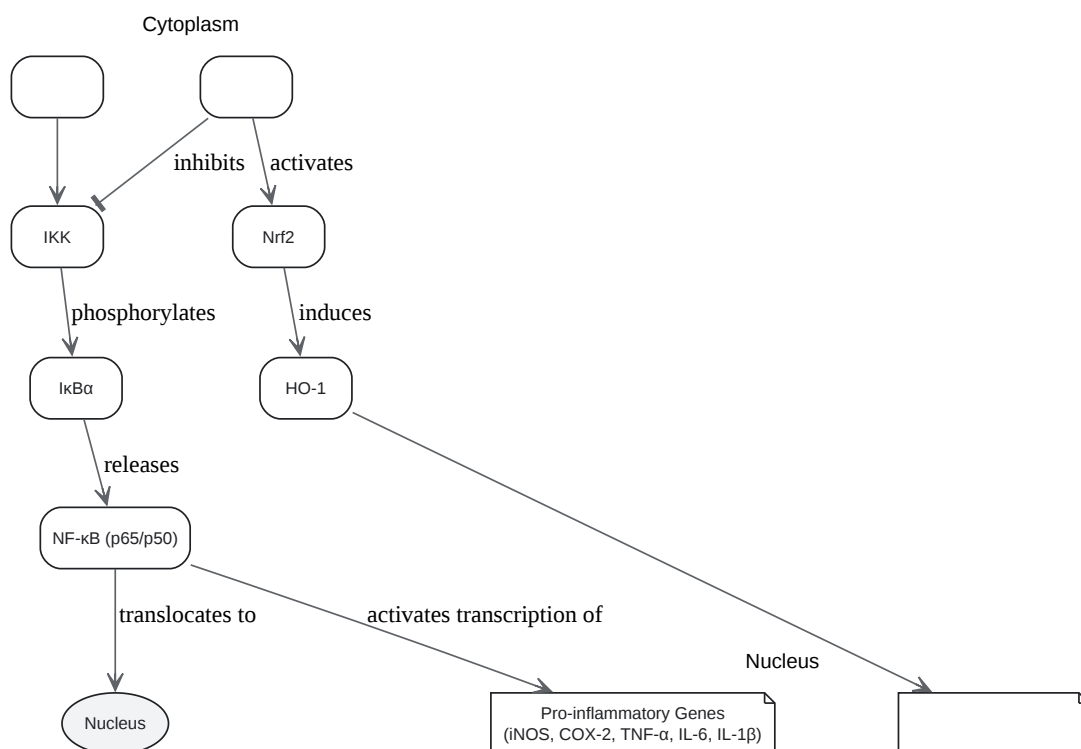 Cytoplasm
inhibits
activates
IKK
Nrf2
phosphorylates
induces
IκBα
HO-1
releases
NF-κB (p65/p50)
translocates to
activates transcription of
Nucleus
Nucleus
Pro-inflammatory Genes
(iNOS, COX-2, TNF-α, IL-6, IL-1β)